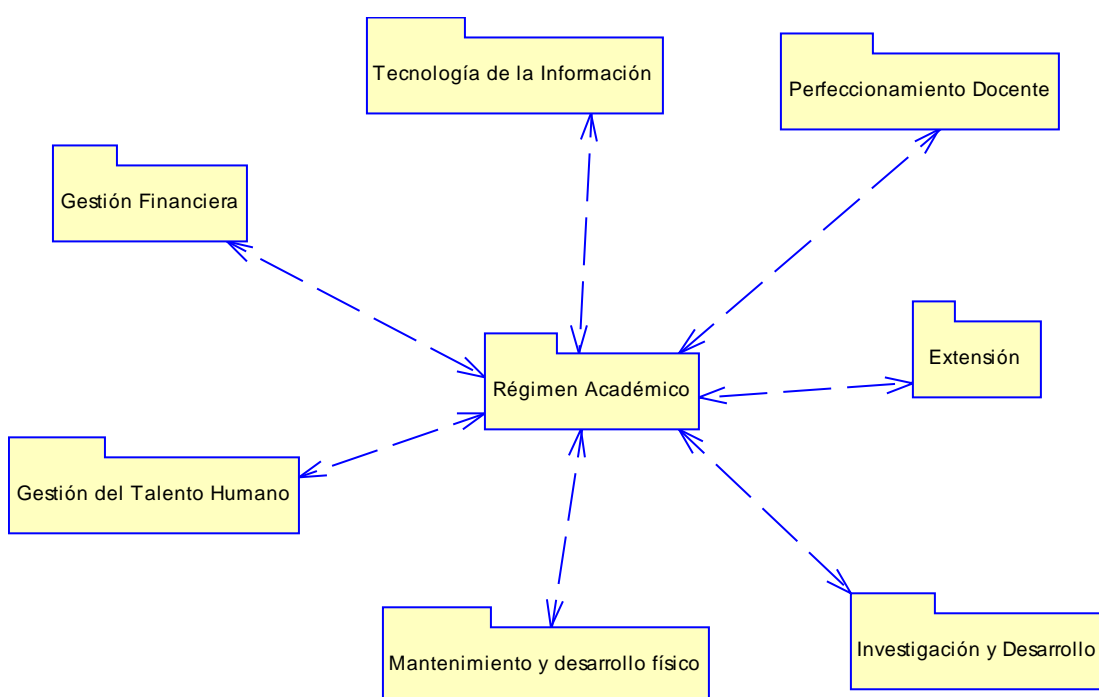 Tecnología de la Información
Perfeccionamiento Docente
Gestión Financiera
Extensión
Régimen Académico
Gestión del Talento Humano
Mantenimiento y desarrollo físico
Investigación y Desarrollo